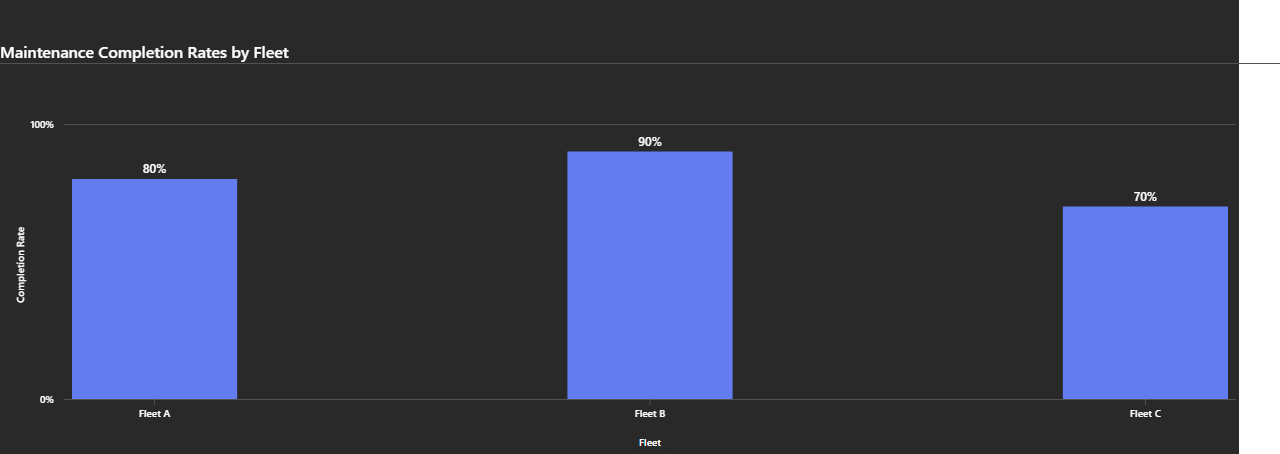 Maintenance Completion Rates by Fleet
100%
90%
80%
70%
Completion Rate
0%
Fleet A
Fleet B
Fleet C
Fleet